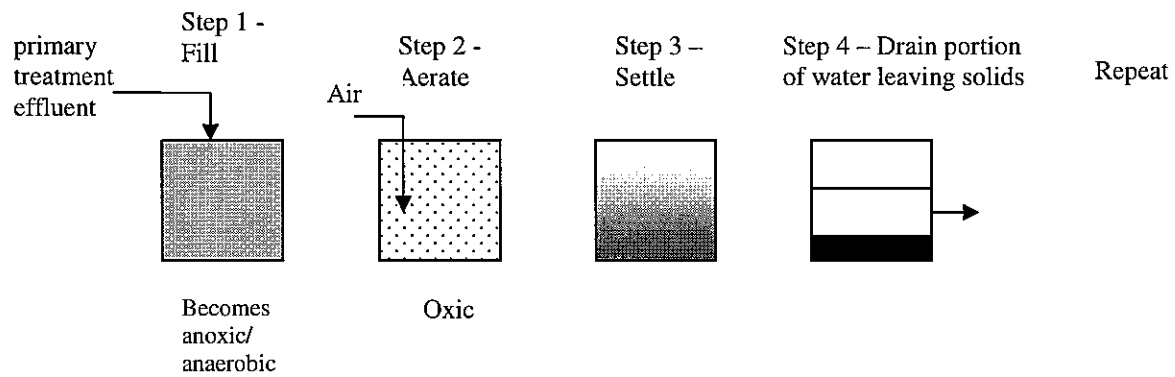 primary
treatment
effluent
Step 1 -
Fill
Air
Step 2 -
Aerate
Step 3 –
Settle
Step 4 – Drain portion
of water leaving solids
Repeat
Becomes
anoxic/
anaerobic
Oxic